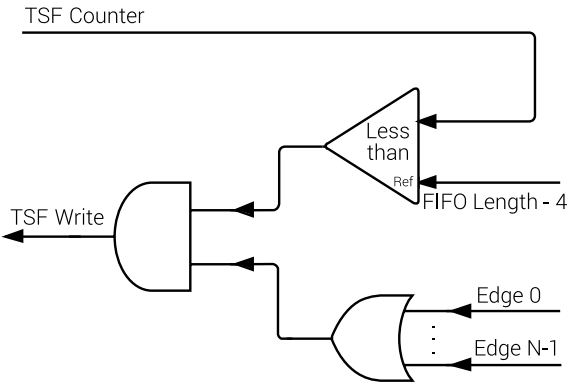 TSF Counter
Less
than
Ref
FIFO Length - 4
TSF Write
Edge 0
Edge N-1